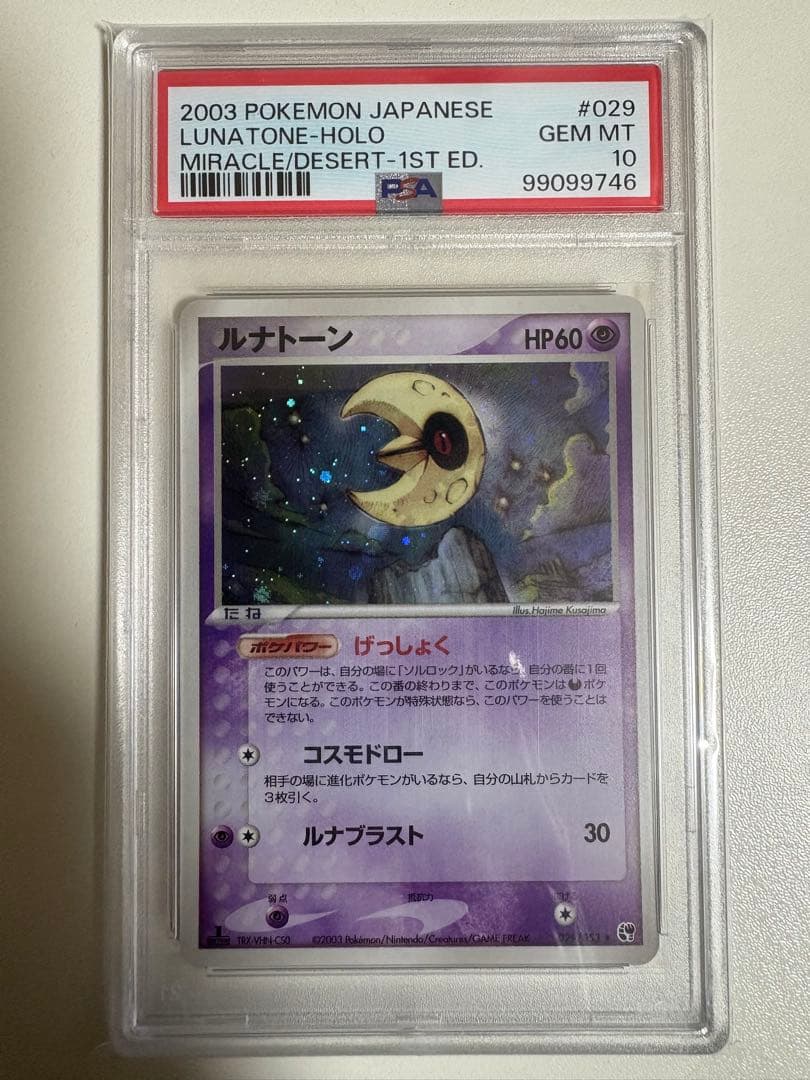 2003 POKEMON JAPANESE #029
LUNATONE-HOLO GEM MT
MIRACLE/DESERT-1ST ED. 10
PSA 99099746
ルナトーン HP60
たね Illus.Hajime Kusajima
ポケパワー げっしょく
このパワーは、自分の場に「ソルロック」がいるなら、自分の番に1回
使うことができる。この番の終わりまで、このポケモンはポケ
モンになる。このポケモンが特殊状態なら、このパワーを使うことは
できない。
コスモドロー
相手の場に進化ポケモンがいるなら、自分の山札からカードを
3枚引く。
ルナブラスト 30
弱点 抵抗力
1 TRX-VHN-C50 ©2003 Pokémon/Nintendo/Creatures/GAME FREAK 029/053 ★